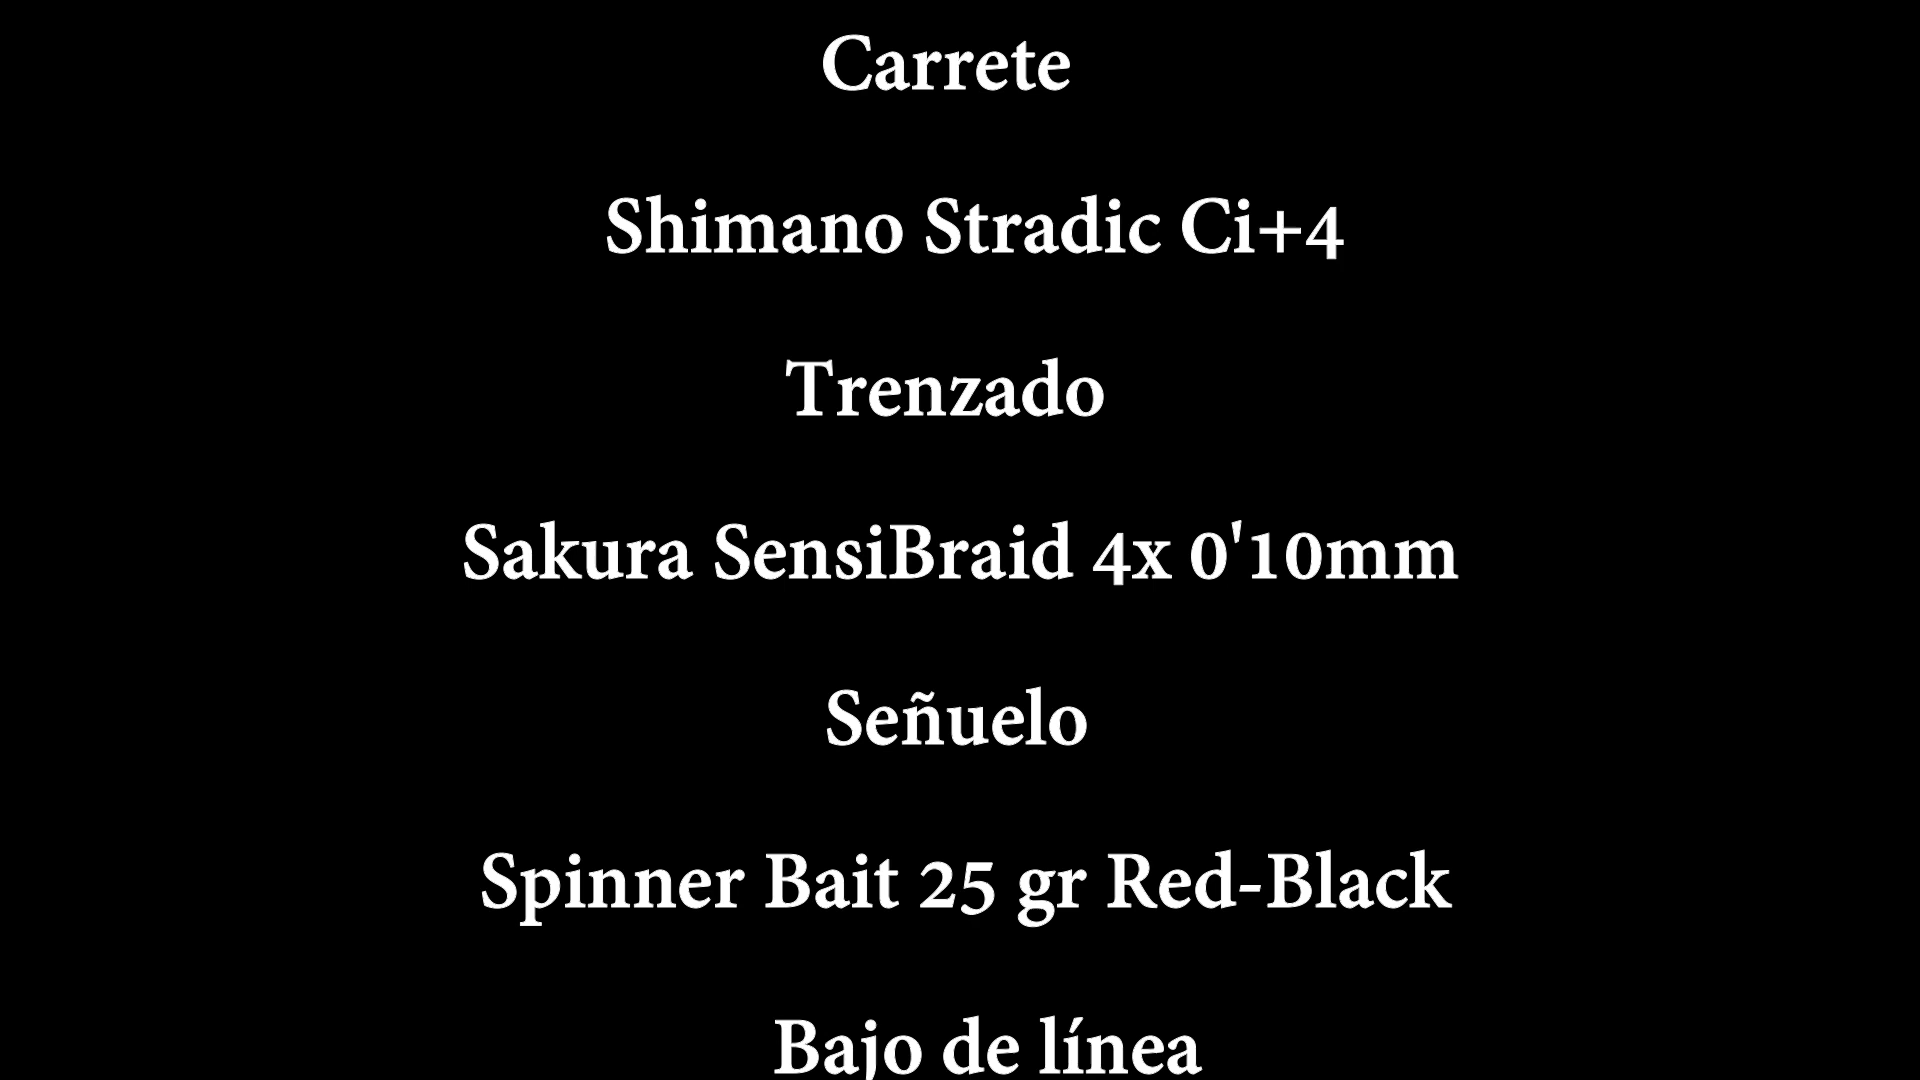 Carrete
Shimano Stradic Ci+4
Trenzado
Sakura SensiBraid 4x 0'10mm
Señuelo
Spinner Bait 25 gr Red-Black
Bajo de línea